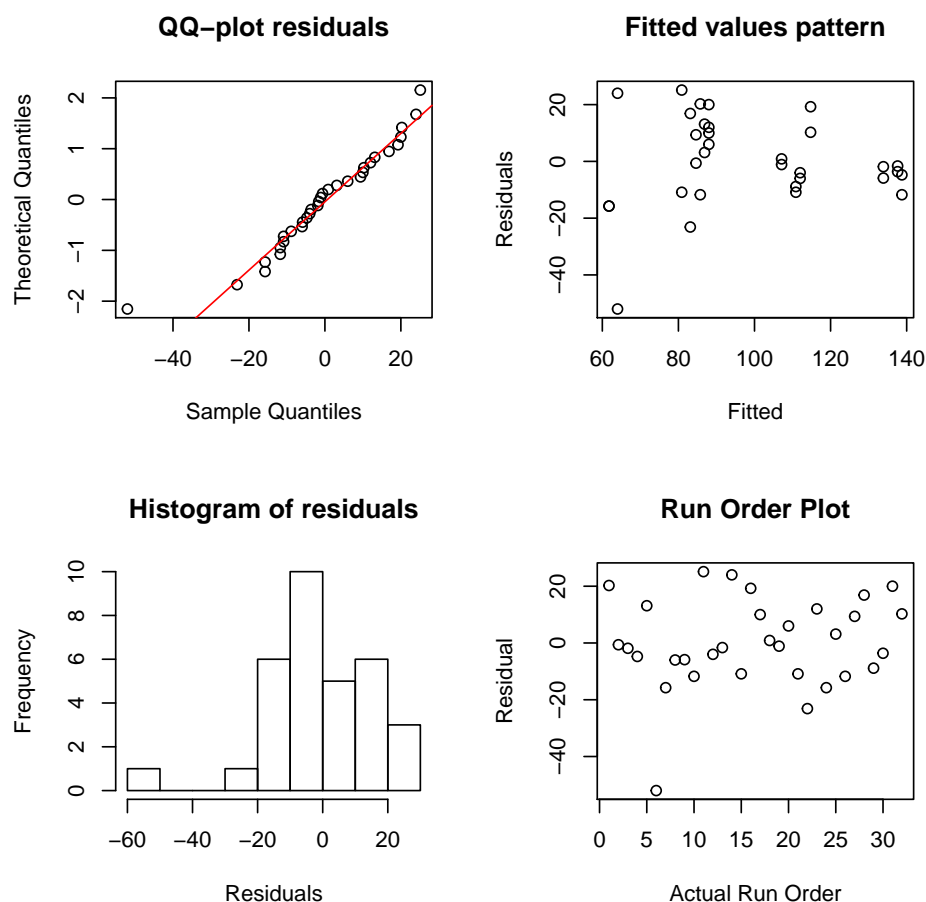 QQ−plot residuals
Theoretical Quantiles
2
1
0
−1
−2
−40 −20 0 20
Sample Quantiles
Fitted values pattern
Residuals
20
0
−20
−40
60 80 100 120 140
Fitted
Histogram of residuals
Frequency
10
8
6
4
2
0
−60 −40 −20 0 20
Residuals
Run Order Plot
Residual
20
0
−20
−40
0 5 10 15 20 25 30
Actual Run Order